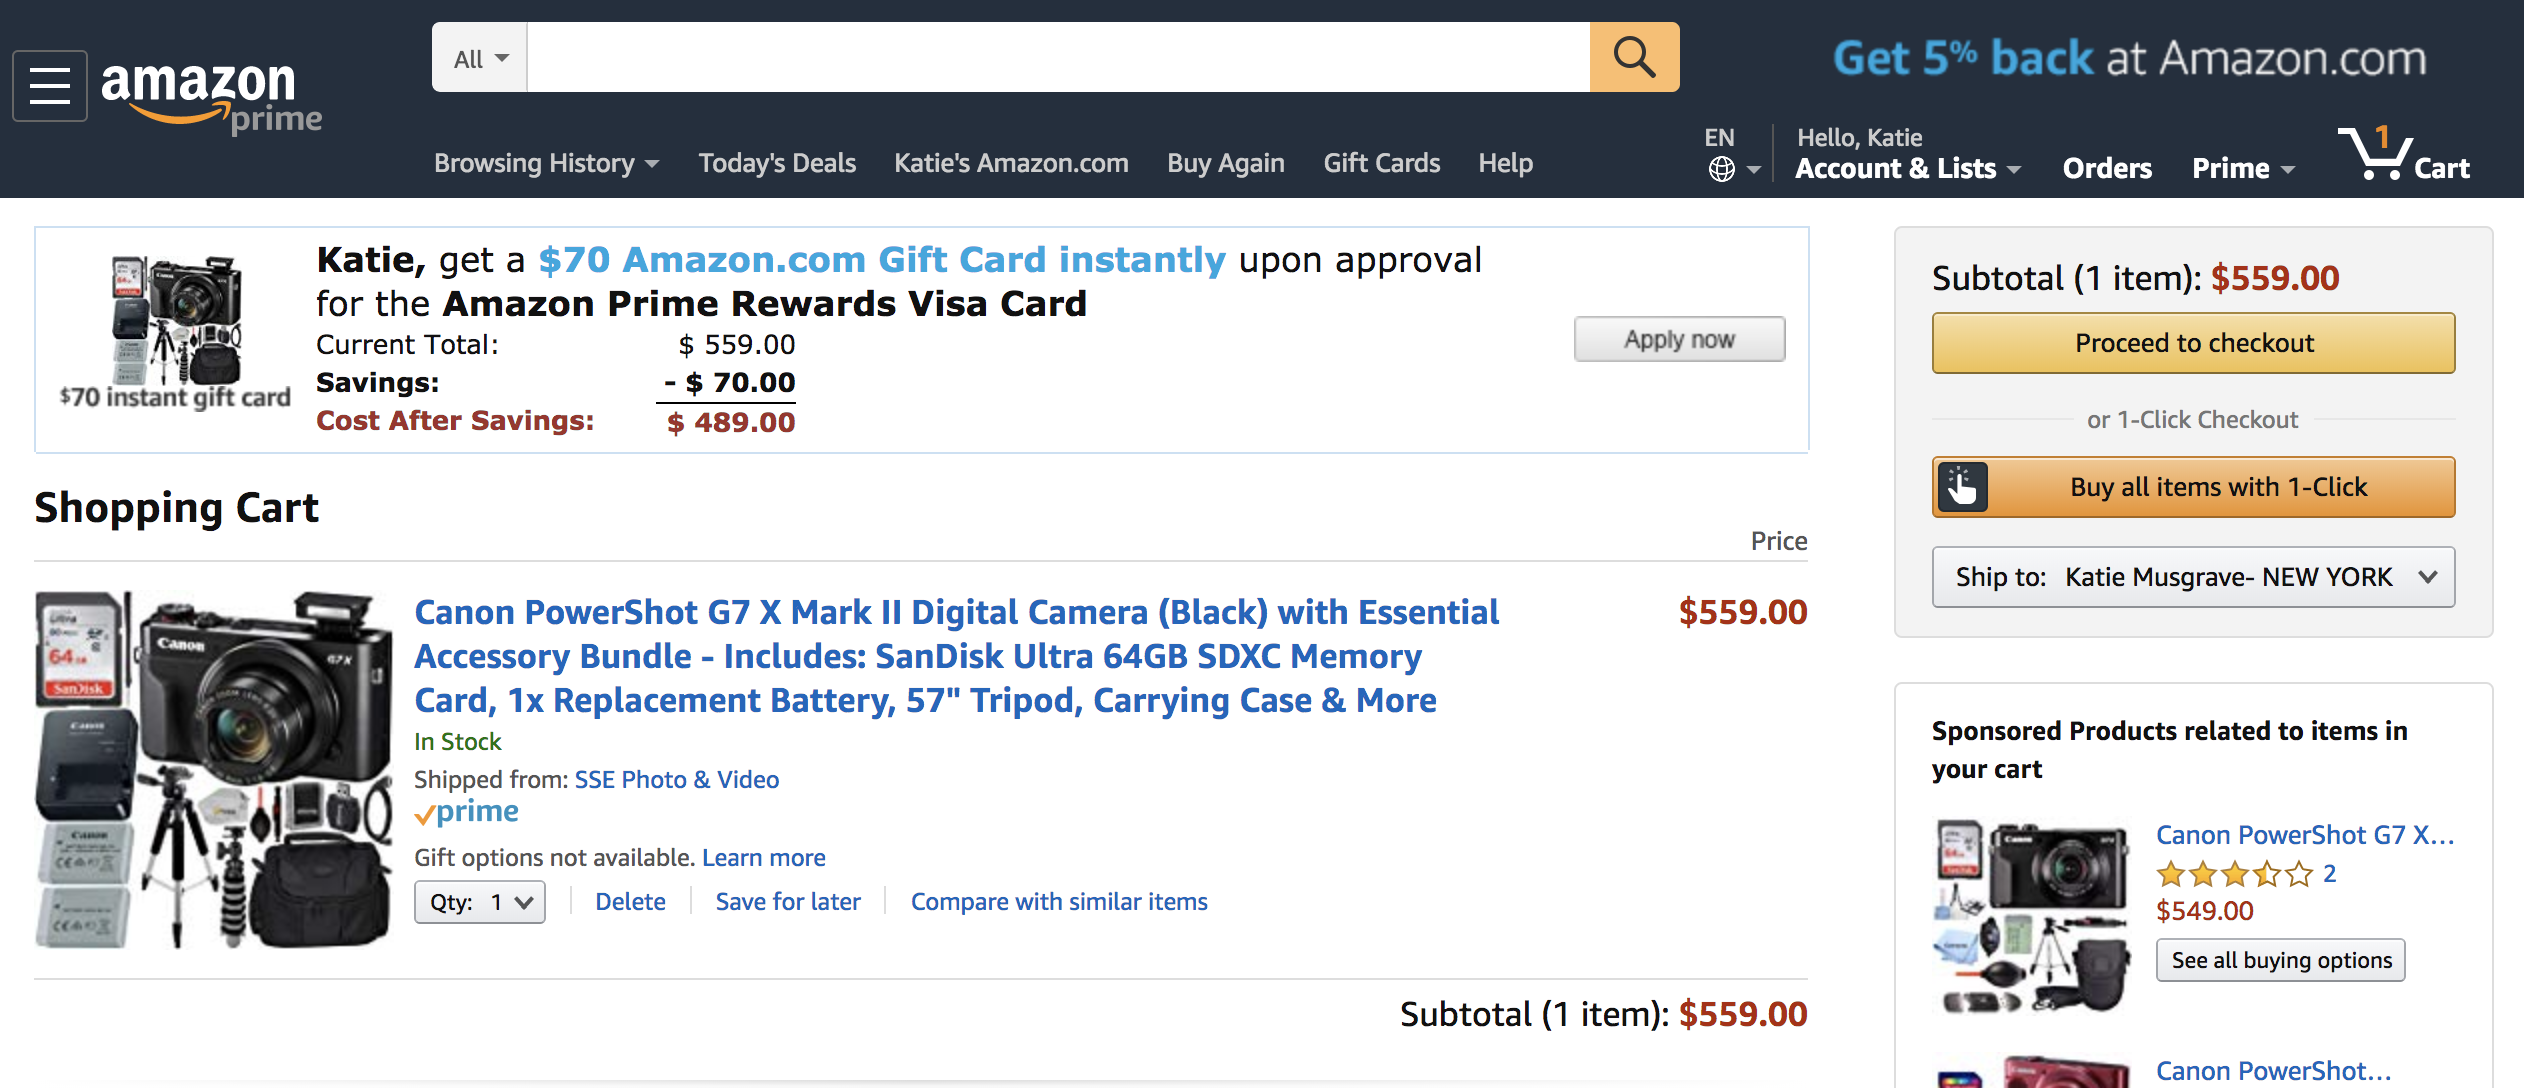 All
Get 5% back at Amazon.com
amazon
prime
Browsing History
Today's Deals
Katie's Amazon.com
Buy Again
Gift Cards
Help
EN
Hello, Katie
Account & Lists
Orders
Prime
1
Cart
$70 instant gift card
Katie, get a $70 Amazon.com Gift Card instantly upon approval
for the Amazon Prime Rewards Visa Card
Current Total: $ 559.00
Savings: - $ 70.00
Cost After Savings: $ 489.00
Apply now
Subtotal (1 item): $559.00
Proceed to checkout
or 1-Click Checkout
Buy all items with 1-Click
Ship to: Katie Musgrave- NEW YORK
Shopping Cart
Price
Ultra
64
SanDisk
Canon
G7 X
Canon
Canon
Canon PowerShot G7 X Mark II Digital Camera (Black) with Essential
Accessory Bundle - Includes: SanDisk Ultra 64GB SDXC Memory
Card, 1x Replacement Battery, 57" Tripod, Carrying Case & More
$559.00
In Stock
Shipped from: SSE Photo & Video
prime
Gift options not available. Learn more
Qty: 1
Delete
Save for later
Compare with similar items
Subtotal (1 item): $559.00
Sponsored Products related to items in
your cart
Canon PowerShot G7 X...
2
$549.00
See all buying options
Canon PowerShot...